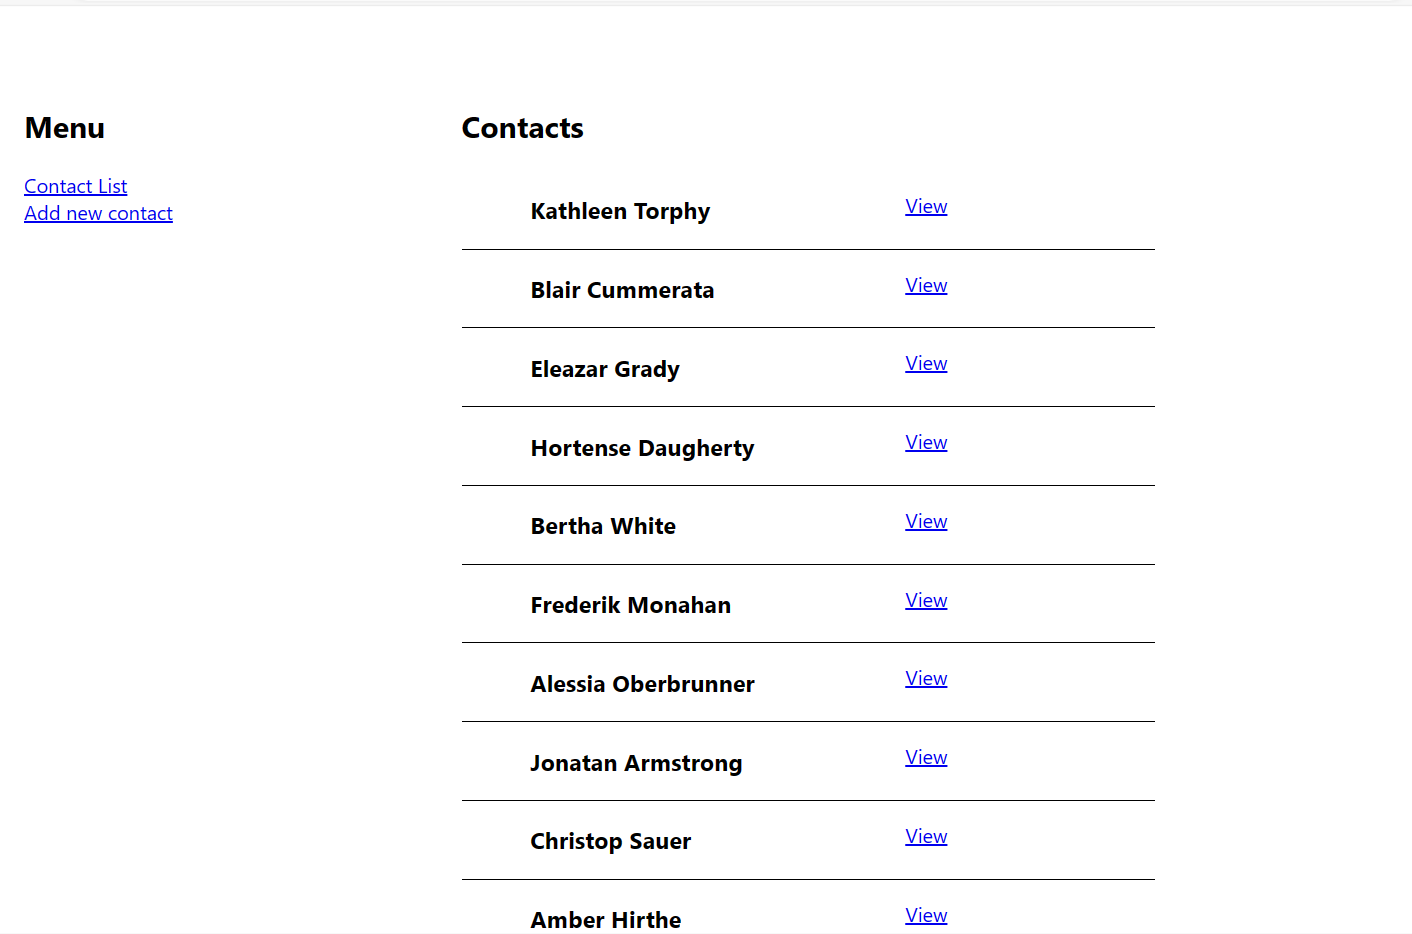 Menu
Contact List
Add new contact
Contacts
Kathleen Torphy View
Blair Cummerata View
Eleazar Grady View
Hortense Daugherty View
Bertha White View
Frederik Monahan View
Alessia Oberbrunner View
Jonatan Armstrong View
Christop Sauer View
Amber Hirthe View